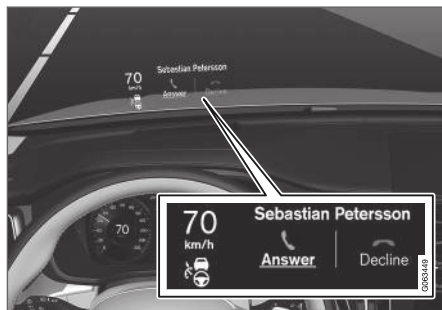 70
km/h
Sebastian Petersson
Answer
Decline
70
70
km/h
Sebastian Petersson
Answer
Decline
G063449